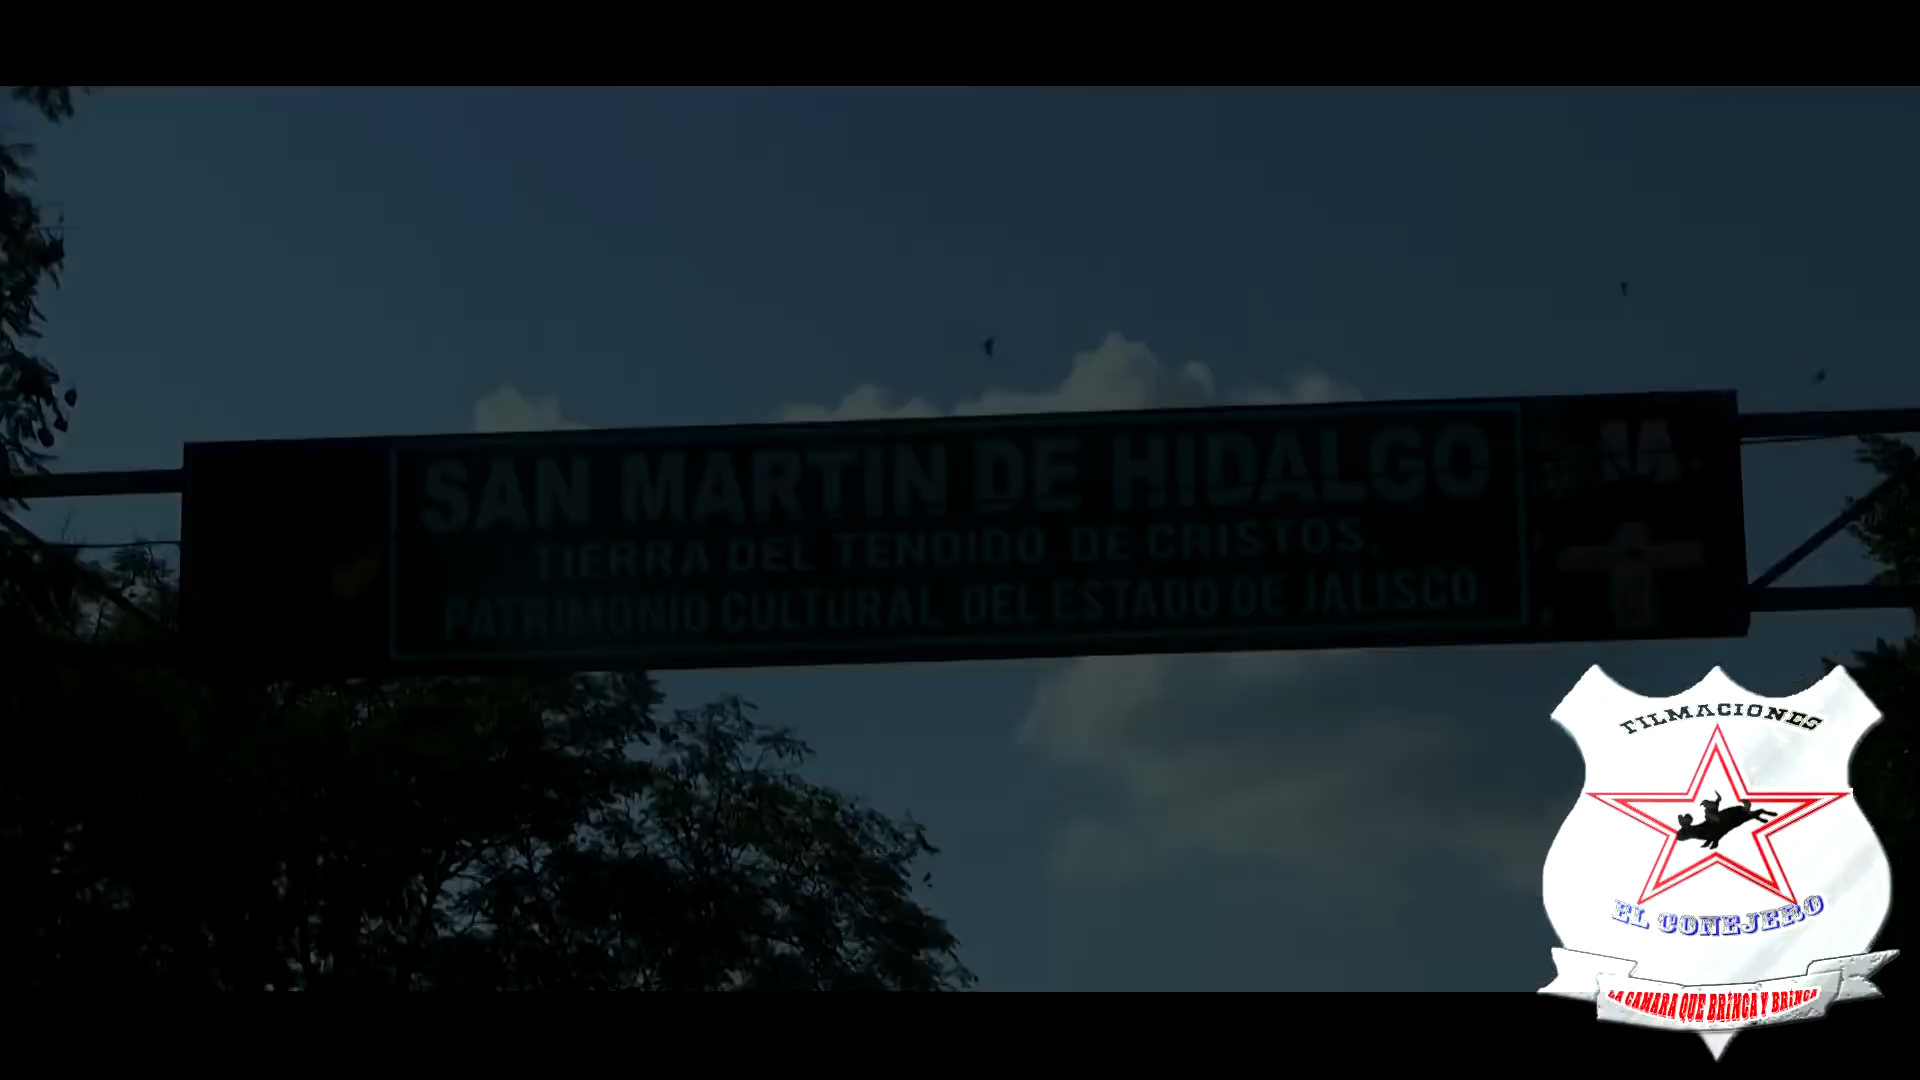 SAN MARTIN DE HIDALGO
TIERRA DEL TENDIDO DE CRISTOS,
PATRIMONIO CULTURAL DEL ESTADO DE JALISCO
FILMACIONES
EL CONEJERO
LA CAMARA QUE BRINCA Y BRINCA